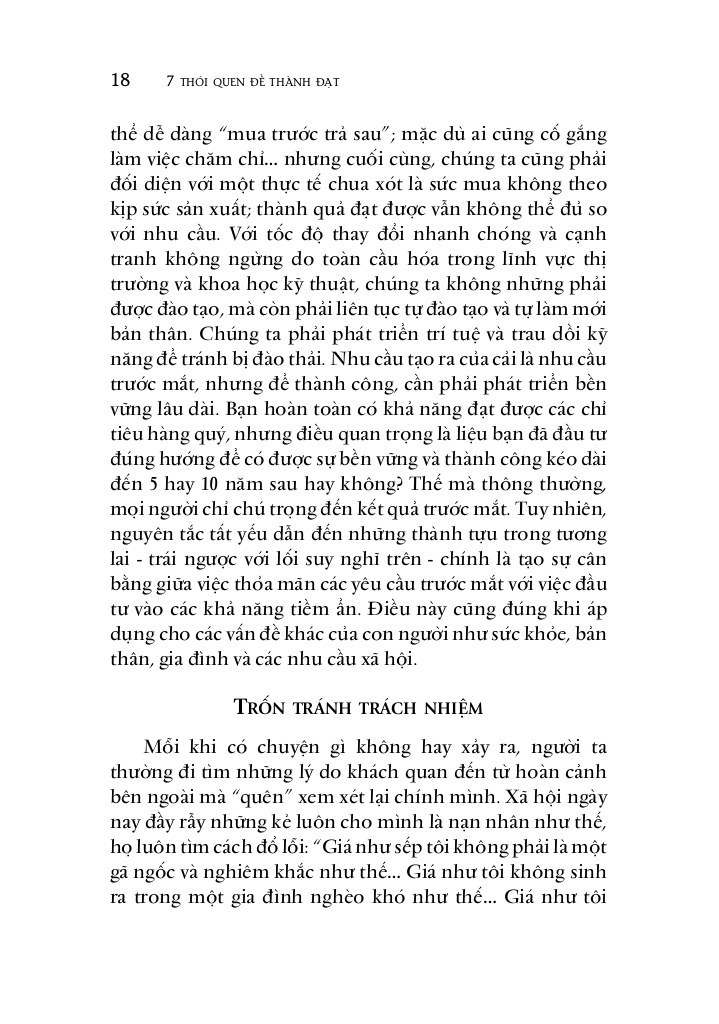 18 7 THÓI QUEN ĐỂ THÀNH ĐẠT
thể dễ dàng “mua trước trả sau”; mặc dù ai cũng cố gắng
làm việc chăm chỉ... nhưng cuối cùng, chúng ta cũng phải
đối diện với một thực tế chua xót là sức mua không theo
kịp sức sản xuất; thành quả đạt được vẫn không thể đủ so
với nhu cầu. Với tốc độ thay đổi nhanh chóng và cạnh
tranh không ngừng do toàn cầu hóa trong lĩnh vực thị
trường và khoa học kỹ thuật, chúng ta không những phải
được đào tạo, mà còn phải liên tục tự đào tạo và tự làm mới
bản thân. Chúng ta phải phát triển trí tuệ và trau dồi kỹ
năng để tránh bị đào thải. Nhu cầu tạo ra của cải là nhu cầu
trước mắt, nhưng để thành công, cần phải phát triển bền
vững lâu dài. Bạn hoàn toàn có khả năng đạt được các chỉ
tiêu hàng quý, nhưng điều quan trọng là liệu bạn đã đầu tư
đúng hướng để có được sự bền vững và thành công kéo dài
đến 5 hay 10 năm sau hay không? Thế mà thông thường,
mọi người chỉ chú trọng đến kết quả trước mắt. Tuy nhiên,
nguyên tắc tất yếu dẫn đến những thành tựu trong tương
lai - trái ngược với lối suy nghĩ trên - chính là tạo sự cân
bằng giữa việc thỏa mãn các yêu cầu trước mắt với việc đầu
tư vào các khả năng tiềm ẩn. Điều này cũng đúng khi áp
dụng cho các vấn đề khác của con người như sức khỏe, bản
thân, gia đình và các nhu cầu xã hội.
TRỐN TRÁNH TRÁCH NHIỆM
Mỗi khi có chuyện gì không hay xảy ra, người ta
thường đi tìm những lý do khách quan đến từ hoàn cảnh
bên ngoài mà “quên” xem xét lại chính mình. Xã hội ngày
nay đầy rẫy những kẻ luôn cho mình là nạn nhân như thế,
họ luôn tìm cách đổ lỗi: “Giá như sếp tôi không phải là một
gã ngốc và nghiêm khắc như thế... Giá như tôi không sinh
ra trong một gia đình nghèo khó như thế... Giá như tôi